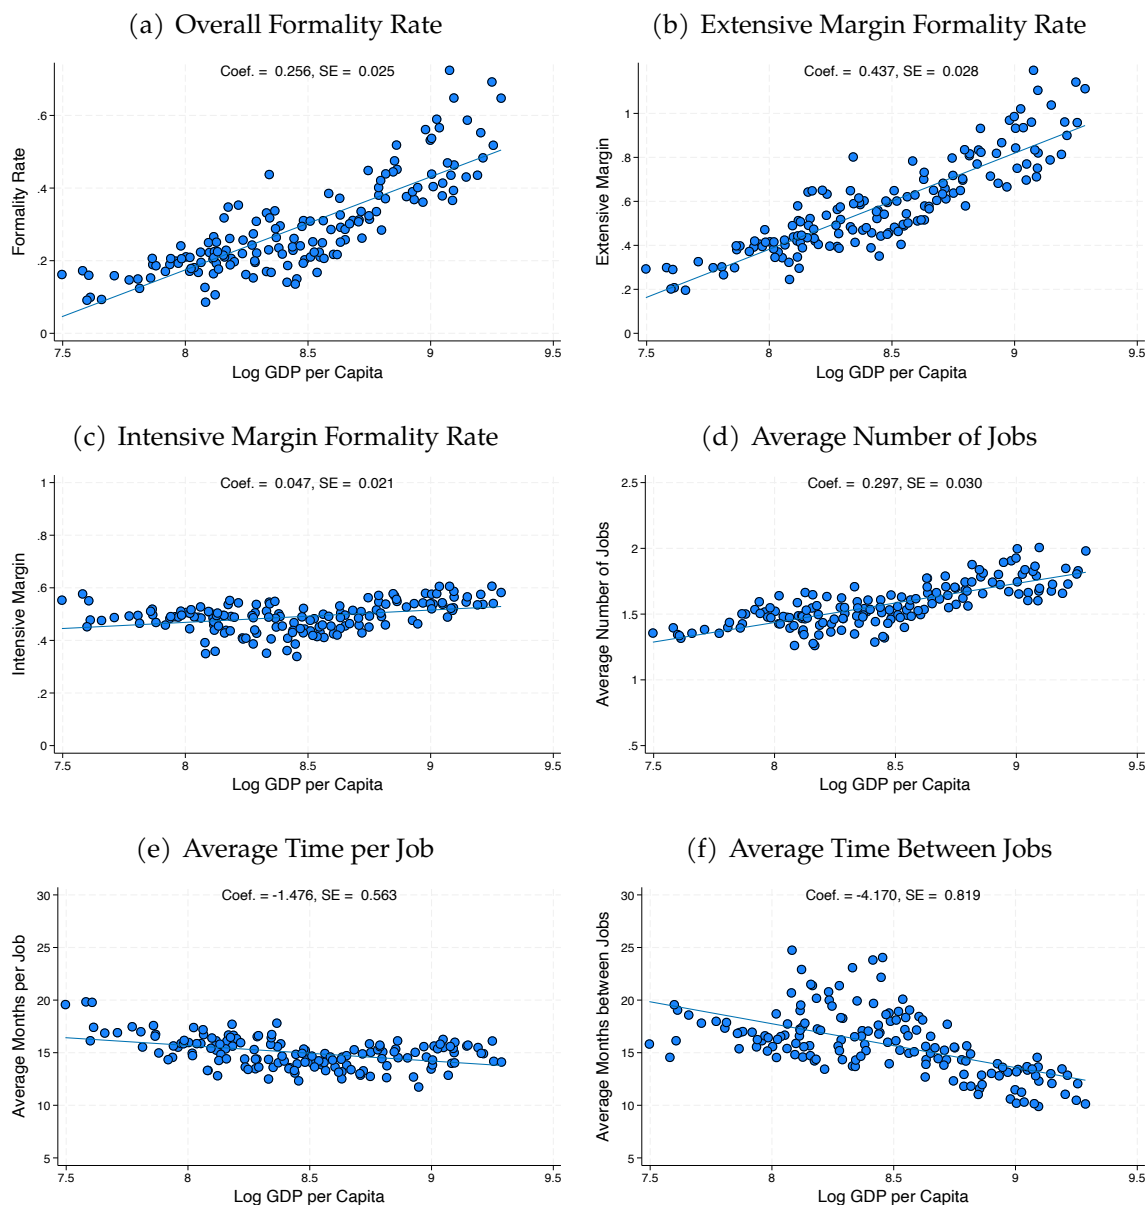 (a) Overall Formality Rate
Coef. = 0.256, SE = 0.025
Formality Rate
.6
.4
.2
0
7.5 8 8.5 9 9.5
Log GDP per Capita
(b) Extensive Margin Formality Rate
Coef. = 0.437, SE = 0.028
Extensive Margin
1
.8
.6
.4
.2
0
7.5 8 8.5 9 9.5
Log GDP per Capita
(c) Intensive Margin Formality Rate
Coef. = 0.047, SE = 0.021
Intensive Margin
1
.8
.6
.4
.2
0
7.5 8 8.5 9 9.5
Log GDP per Capita
(d) Average Number of Jobs
Coef. = 0.297, SE = 0.030
Average Number of Jobs
2.5
2
1.5
1
.5
7.5 8 8.5 9 9.5
Log GDP per Capita
(e) Average Time per Job
Coef. = -1.476, SE = 0.563
Average Months per Job
30
25
20
15
10
5
7.5 8 8.5 9 9.5
Log GDP per Capita
(f) Average Time Between Jobs
Coef. = -4.170, SE = 0.819
Average Months between Jobs
30
25
20
15
10
5
7.5 8 8.5 9 9.5
Log GDP per Capita